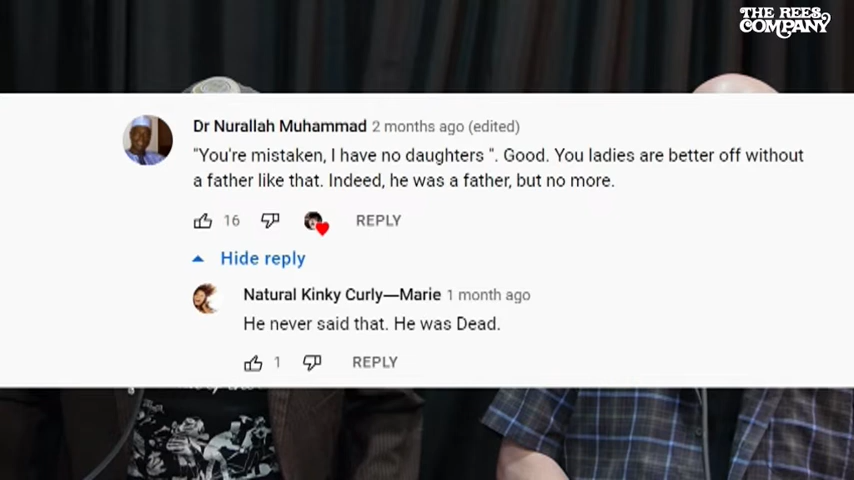 THE REES
COMPANY
Dr Nurallah Muhammad 2 months ago (edited)
"You're mistaken, I have no daughters ". Good. You ladies are better off without
a father like that. Indeed, he was a father, but no more.
16 REPLY
Hide reply
Natural Kinky Curly—Marie 1 month ago
He never said that. He was Dead.
1 REPLY